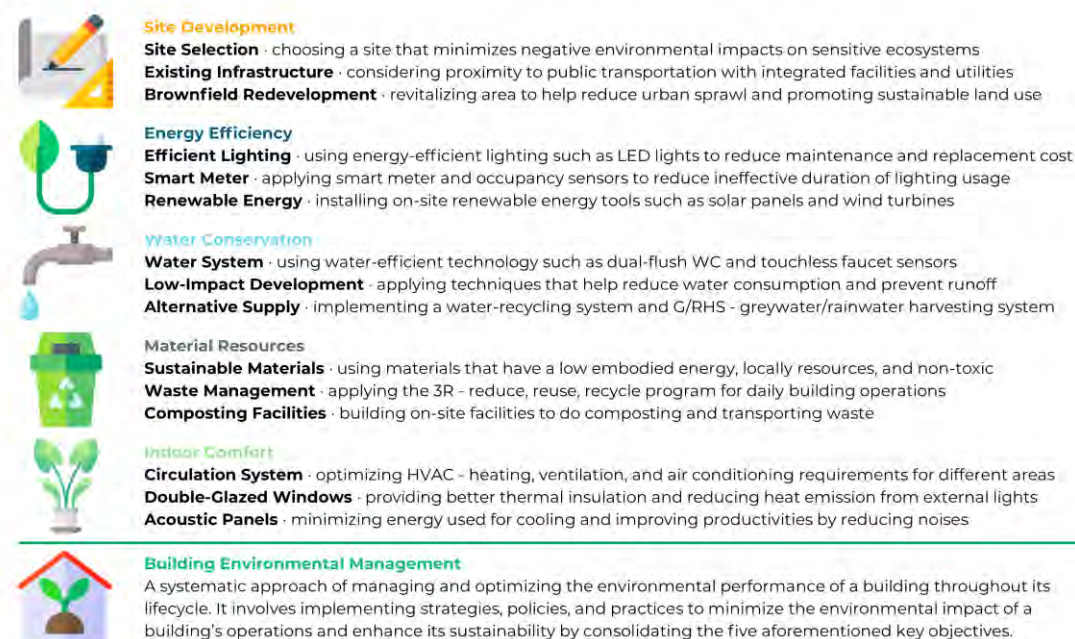 Site Development
Site Selection · choosing a site that minimizes negative environmental impacts on sensitive ecosystems
Existing Infrastructure · considering proximity to public transportation with integrated facilities and utilities
Brownfield Redevelopment · revitalizing area to help reduce urban sprawl and promoting sustainable land use
Energy Efficiency
Efficient Lighting · using energy-efficient lighting such as LED lights to reduce maintenance and replacement cost
Smart Meter · applying smart meter and occupancy sensors to reduce ineffective duration of lighting usage
Renewable Energy · installing on-site renewable energy tools such as solar panels and wind turbines
Water Conservation
Water System · using water-efficient technology such as dual-flush WC and touchless faucet sensors
Low-Impact Development · applying techniques that help reduce water consumption and prevent runoff
Alternative Supply · implementing a water-recycling system and G/RHS - greywater/rainwater harvesting system
Material Resources
Sustainable Materials · using materials that have a low embodied energy, locally resources, and non-toxic
Waste Management · applying the 3R - reduce, reuse, recycle program for daily building operations
Composting Facilities · building on-site facilities to do composting and transporting waste
Indoor Comfort
Circulation System · optimizing HVAC - heating, ventilation, and air conditioning requirements for different areas
Double-Glazed Windows · providing better thermal insulation and reducing heat emission from external lights
Acoustic Panels · minimizing energy used for cooling and improving productivities by reducing noises
Building Environmental Management
A systematic approach of managing and optimizing the environmental performance of a building throughout its
lifecycle. It involves implementing strategies, policies, and practices to minimize the environmental impact of a
building's operations and enhance its sustainability by consolidating the five aforementioned key objectives.